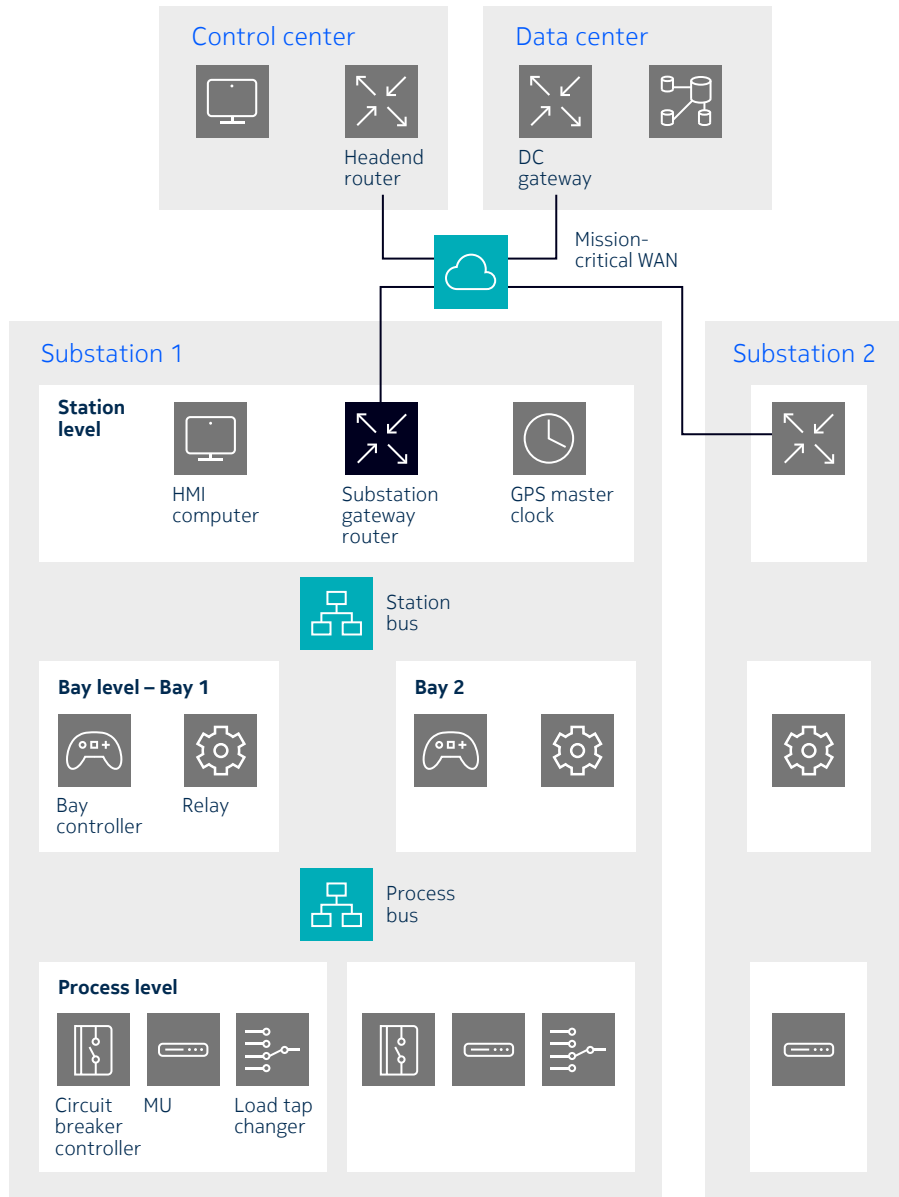 Control center
Data center
Headend
router
DC
gateway
Mission-
critical WAN
Substation 1
Substation 2
Station
level
HMI
computer
Substation
gateway
router
GPS master
clock
Station
bus
Bay level – Bay 1
Bay 2
Bay
controller
Relay
Process
bus
Process level
Circuit
breaker
controller
MU
Load tap
changer